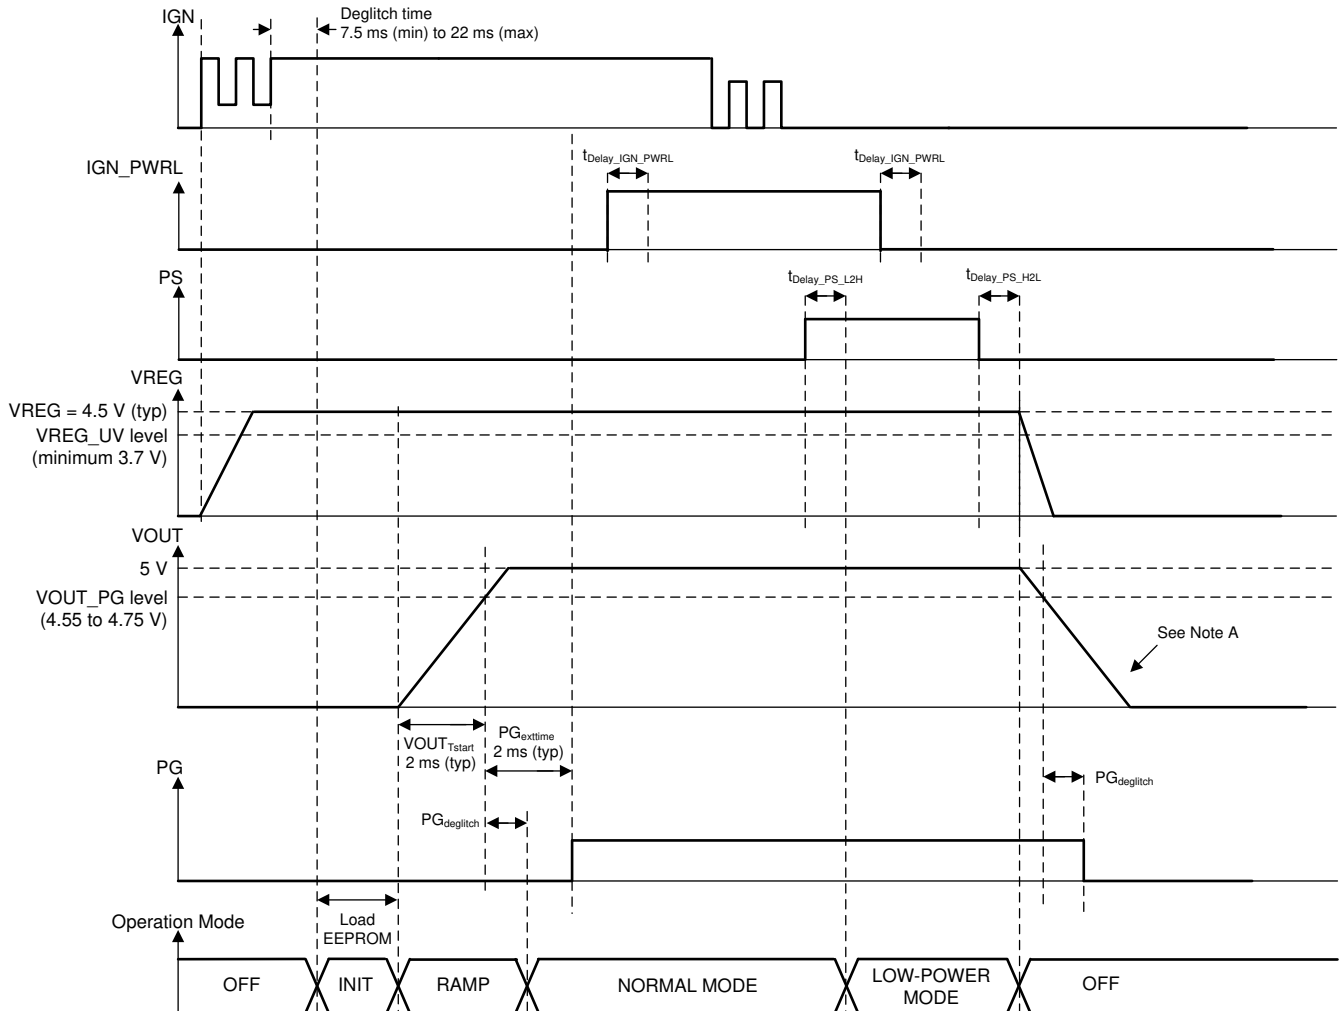 IGN
Deglitch time
7.5 ms (min) to 22 ms (max)
IGN_PWRL
tDelay_IGN_PWRL
tDelay_IGN_PWRL
PS
tDelay_PS_L2H
tDelay_PS_H2L
VREG
VREG = 4.5 V (typ)
VREG_UV level
(minimum 3.7 V)
VOUT
5 V
VOUT_PG level
(4.55 to 4.75 V)
See Note A
VOUTTstart
2 ms (typ)
PGexttime
2 ms (typ)
PG
PGdeglitch
PGdeglitch
Load
EEPROM
Operation Mode
OFF
INIT
RAMP
NORMAL MODE
LOW-POWER
MODE
OFF